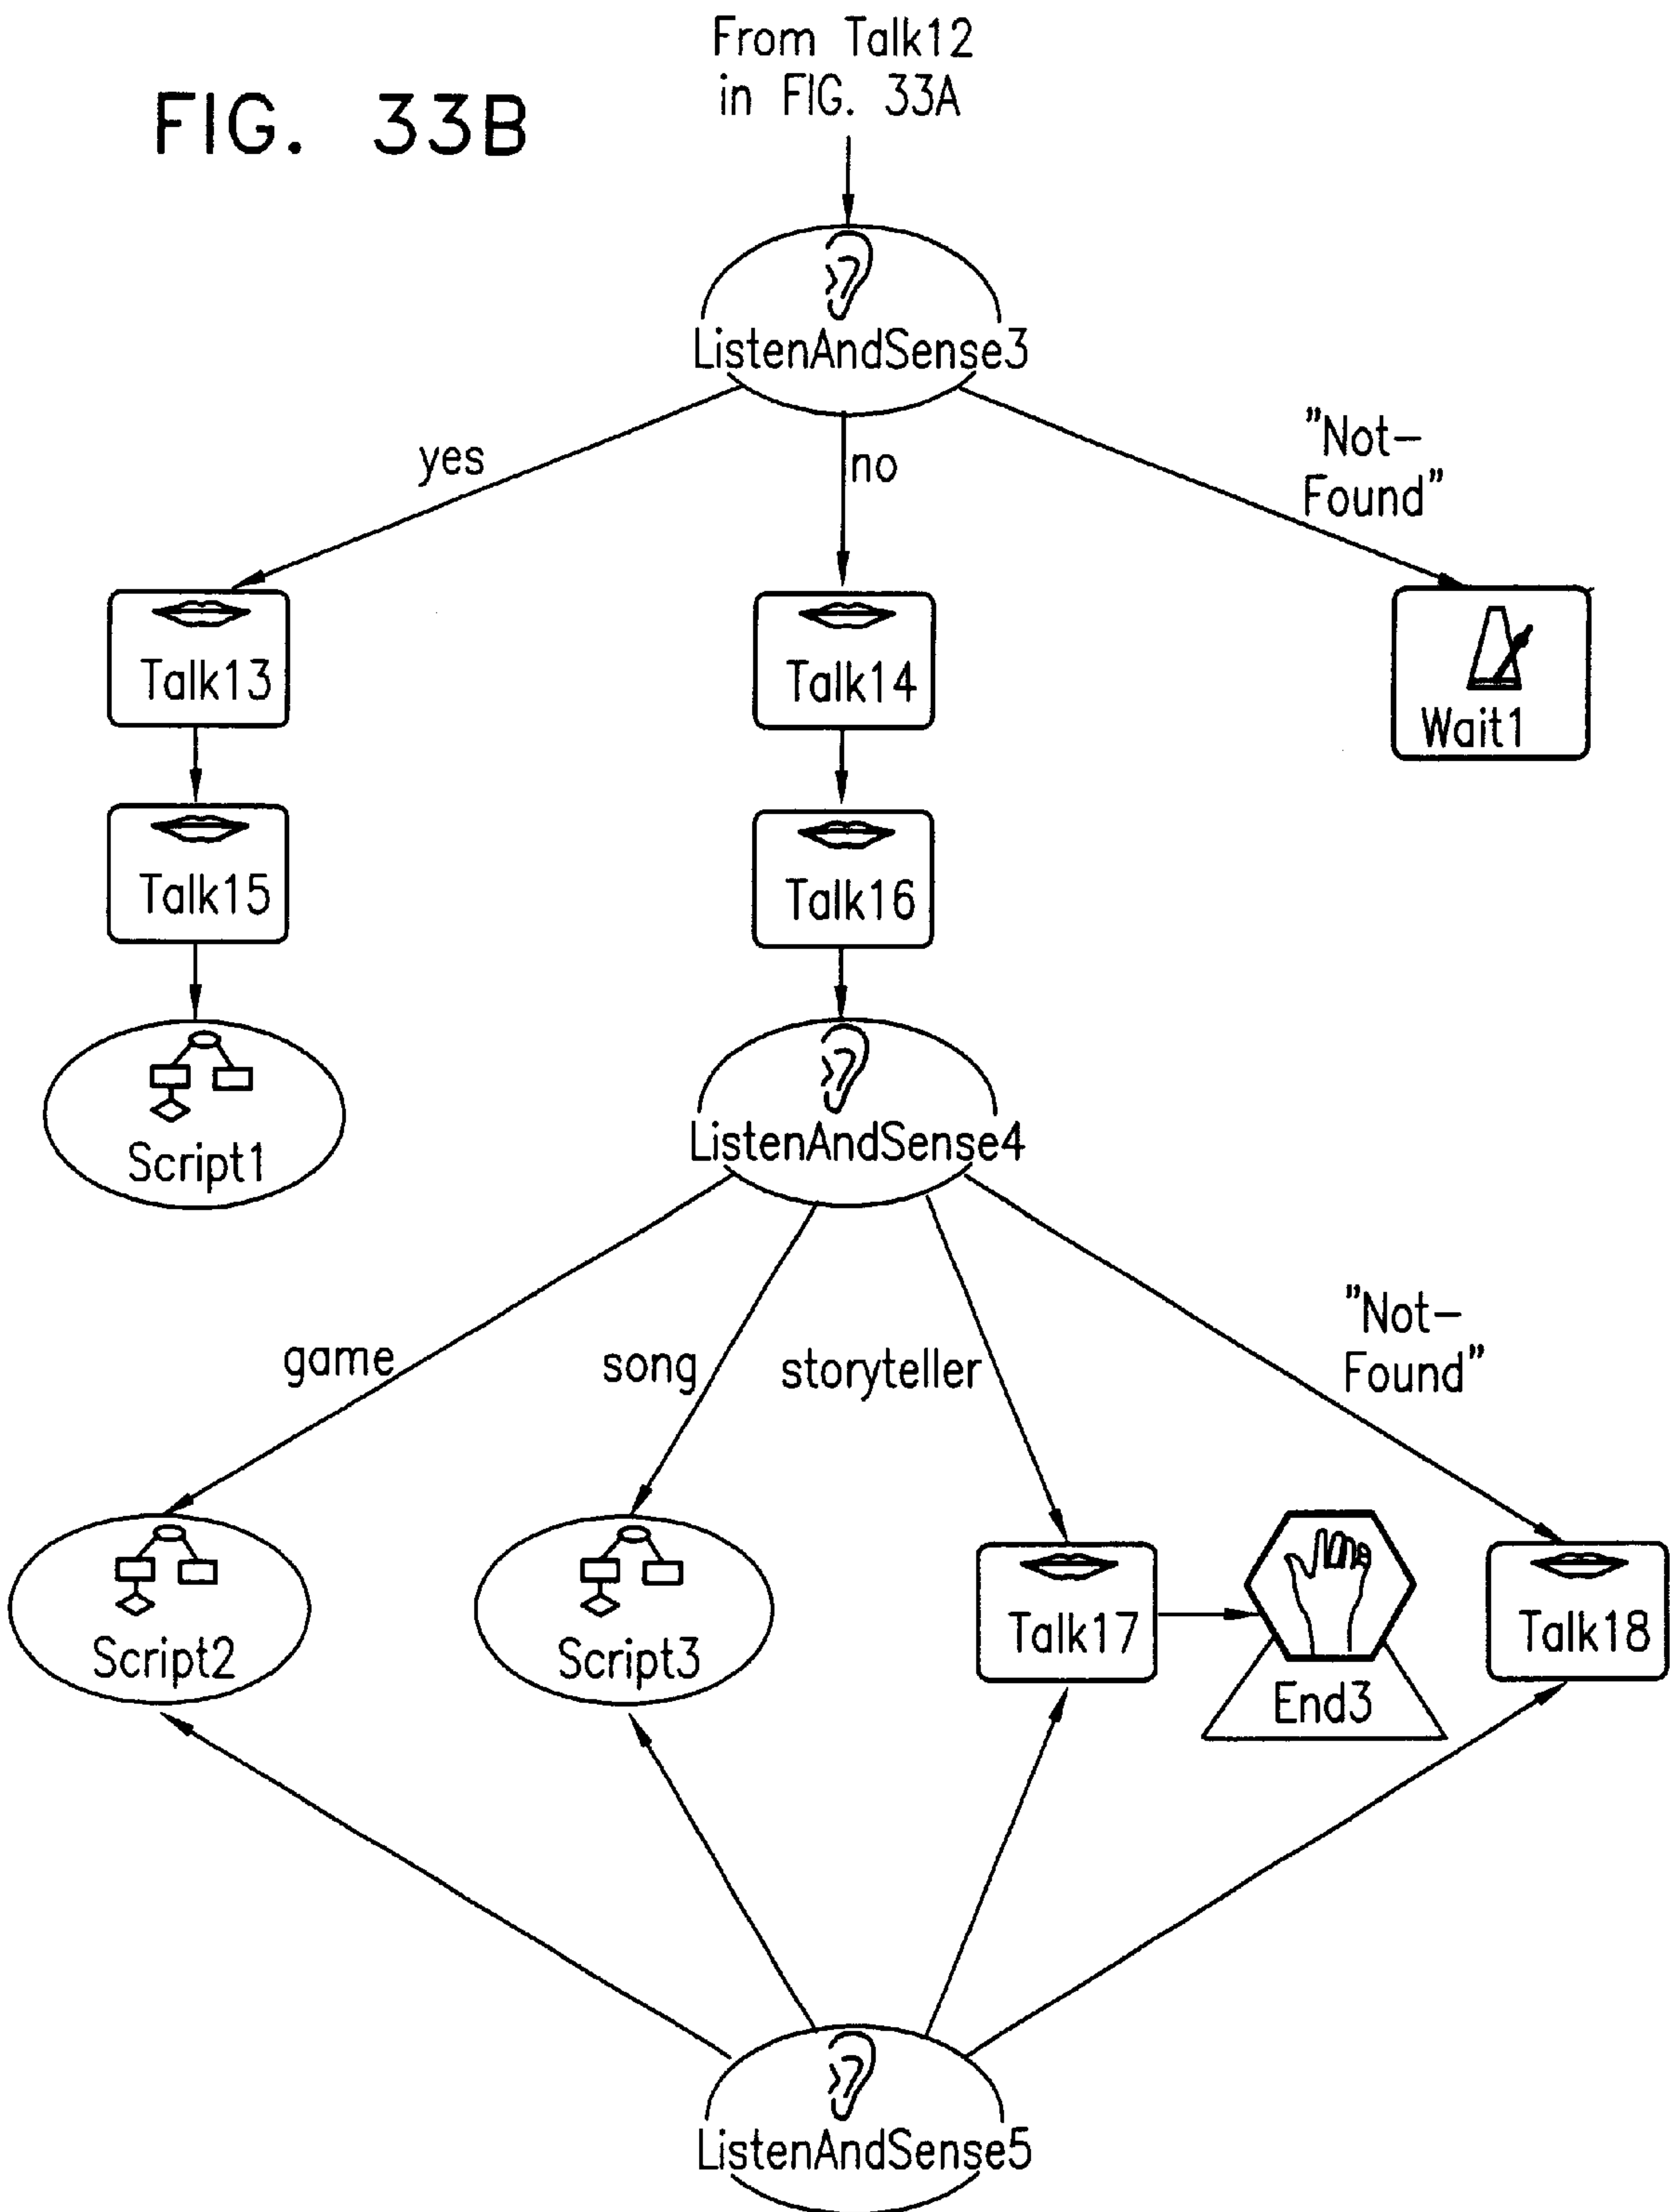 From Talk12
in FIG. 33A
FIG. 33B
ListenAndSense3
yes
no
"Not-
Found"
Talk13
Talk14
Wait1
Talk15
Talk16
Script1
ListenAndSense4
game
song
storyteller
"Not-
Found"
Script2
Script3
Talk17
End3
Talk18
ListenAndSense5